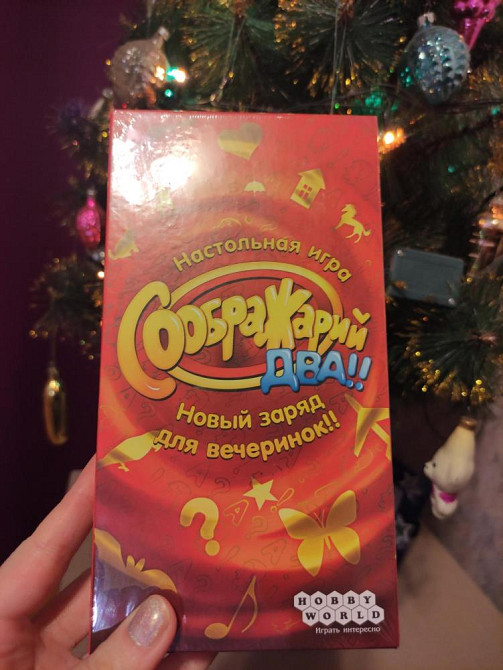 Настольная игра
Соображарий
ДВА!!
Новый заряд
для вечеринок!!
?
HOBBY
WORLD
Играть интересно